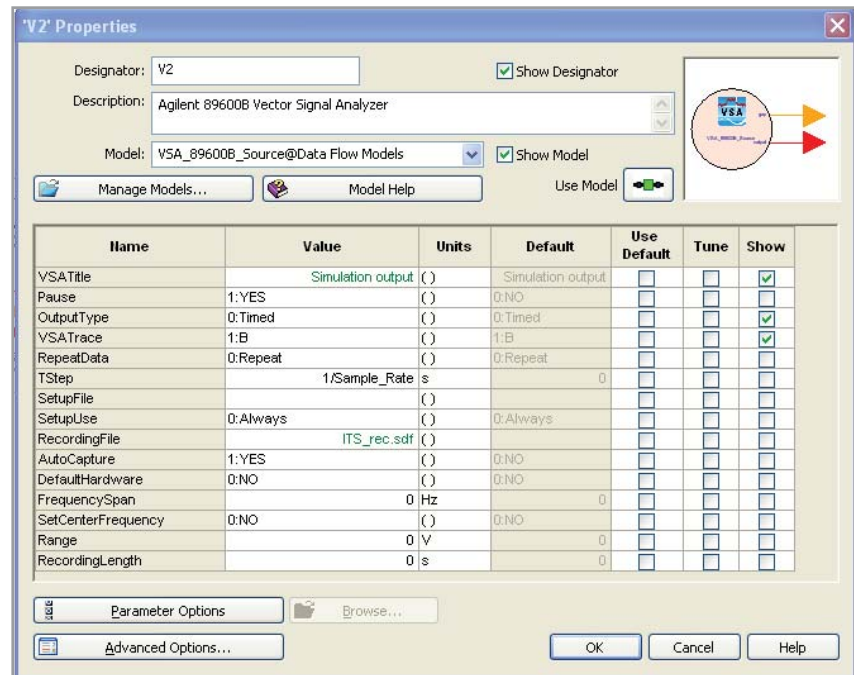 'V2' Properties
Designator: V2
Show Designator
Description: Agilent 89600B Vector Signal Analyzer
VSA
Model: VSA_89600B_Source@Data Flow Models
Show Model
Manage Models...
Model Help
Use Model
Name Value Units Default Use Default Tune Show
VSATitle Simulation output ( ) Simulation output
Pause 1:YES ( ) 0:NO
OutputType 0:Timed ( ) 0:Timed
VSATrace 1:B ( ) 1:B
RepeatData 0:Repeat ( ) 0:Repeat
TStep 1/Sample_Rate s 0
SetupFile ( )
SetupUse 0:Always ( ) 0:Always
RecordingFile ITS_rec.sdf ( )
AutoCapture 1:YES ( ) 0:NO
DefaultHardware 0:NO ( ) 0:NO
FrequencySpan 0 Hz 0
SetCenterFrequency 0:NO ( ) 0:NO
Range 0 V 0
RecordingLength 0 s 0
Parameter Options
Browse...
Advanced Options...
OK
Cancel
Help